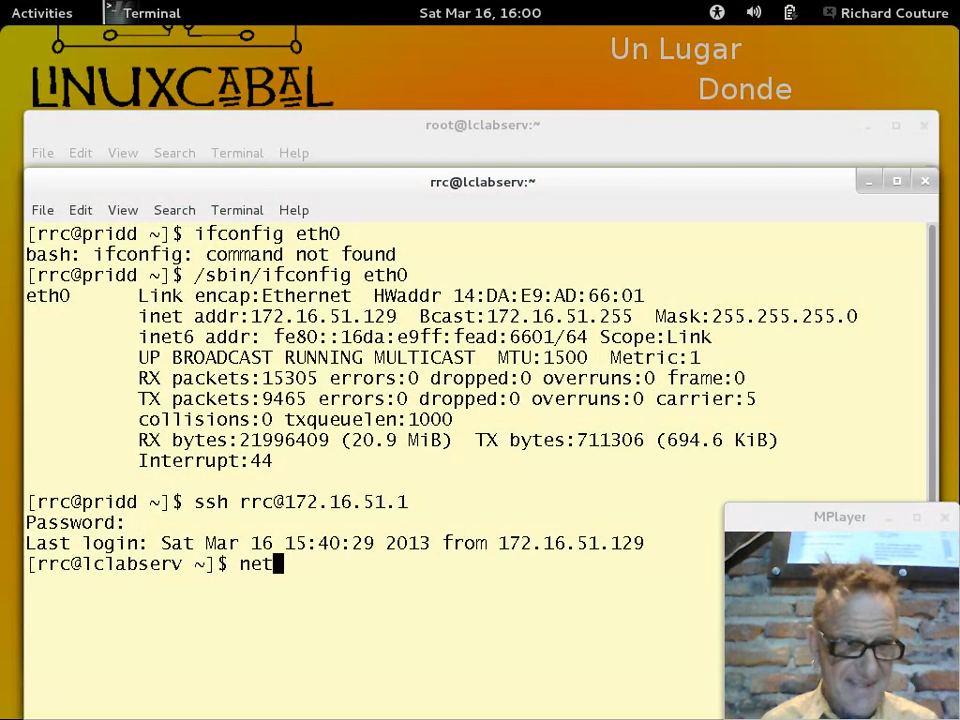 Activities Terminal Sat Mar 16, 16:00 Richard Couture
Un Lugar
LINUXCABAL Donde
root@lclabserv:~
File Edit View Search Terminal Help
rrc@lclabserv:~
File Edit View Search Terminal Help
[rrc@pridd ~]$ ifconfig eth0
bash: ifconfig: command not found
[rrc@pridd ~]$ /sbin/ifconfig eth0
eth0 Link encap:Ethernet HWaddr 14:DA:E9:AD:66:01
inet addr:172.16.51.129 Bcast:172.16.51.255 Mask:255.255.255.0
inet6 addr: fe80::16da:e9ff:fead:6601/64 Scope:Link
UP BROADCAST RUNNING MULTICAST MTU:1500 Metric:1
RX packets:15305 errors:0 dropped:0 overruns:0 frame:0
TX packets:9465 errors:0 dropped:0 overruns:0 carrier:5
collisions:0 txqueuelen:1000
RX bytes:21996409 (20.9 MiB) TX bytes:711306 (694.6 KiB)
Interrupt:44
[rrc@pridd ~]$ ssh rrc@172.16.51.1
Password:
Last login: Sat Mar 16 15:40:29 2013 from 172.16.51.129
[rrc@lclabserv ~]$ net
MPlayer